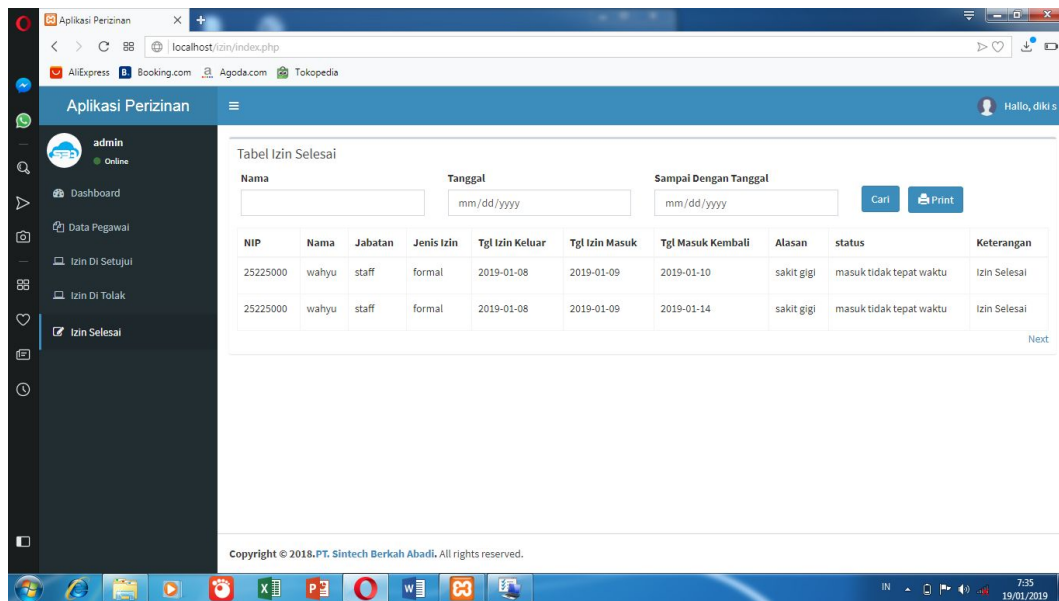 Aplikasi Perizinan
localhost/izin/index.php
AliExpress B. Booking.com a Agoda.com Tokopedia
Aplikasi Perizinan
Hallo, diki s
admin
Online
Dashboard
Data Pegawai
Izin Di Setujui
Izin Di Tolak
Izin Selesai
Tabel Izin Selesai
Nama Tanggal Sampai Dengan Tanggal
mm/dd/yyyy mm/dd/yyyy Cari Print
NIP Nama Jabatan Jenis Izin Tgl Izin Keluar Tgl Izin Masuk Tgl Masuk Kembali Alasan status Keterangan
25225000 wahyu staff formal 2019-01-08 2019-01-09 2019-01-10 sakit gigi masuk tidak tepat waktu Izin Selesai
25225000 wahyu staff formal 2019-01-08 2019-01-09 2019-01-14 sakit gigi masuk tidak tepat waktu Izin Selesai
Next
Copyright © 2018.PT. Sintech Berkah Abadi. All rights reserved.
IN 7:35
19/01/2019